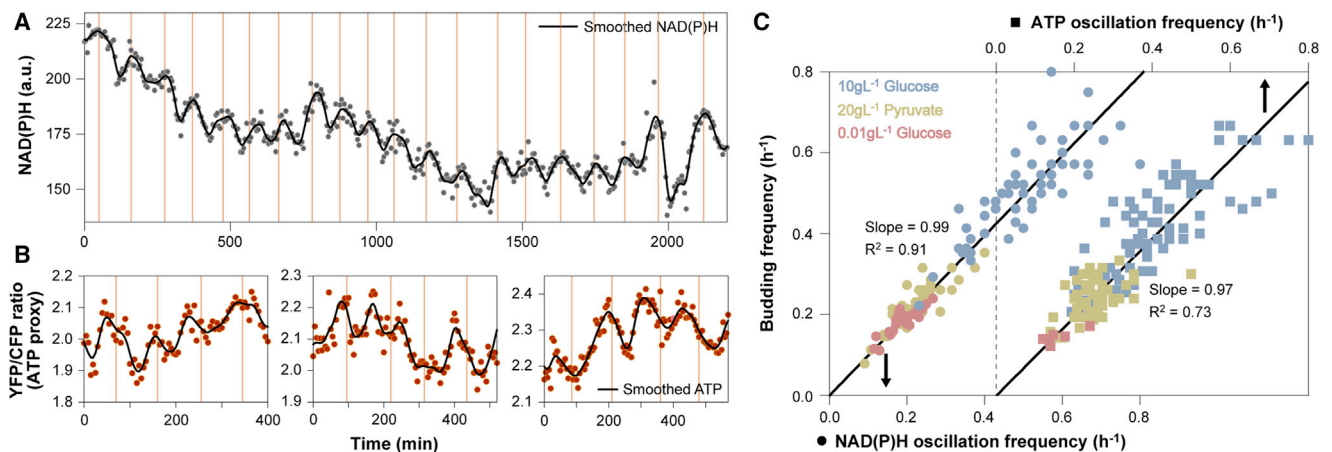 A
225
200
175
150
NAD(P)H (a.u.)
Smoothed NAD(P)H
0
500
1000
1500
2000
B
YFP/CFP ratio
(ATP proxy)
2.2
2.1
2.0
1.9
1.8
0
100
200
300
400
2.3
2.2
2.1
2.0
1.9
0
200
400
2.4
2.3
2.2
2.1
0
200
400
Smoothed ATP
Time (min)
C
ATP oscillation frequency (h-1)
0.0
0.2
0.4
0.6
0.8
Budding frequency (h-1)
0.8
0.6
0.4
0.2
0.0
10gL-1 Glucose
20gL-1 Pyruvate
0.01gL-1 Glucose
Slope = 0.99
R2 = 0.91
Slope = 0.97
R2 = 0.73
0.0
0.2
0.4
0.6
0.8
NAD(P)H oscillation frequency (h-1)